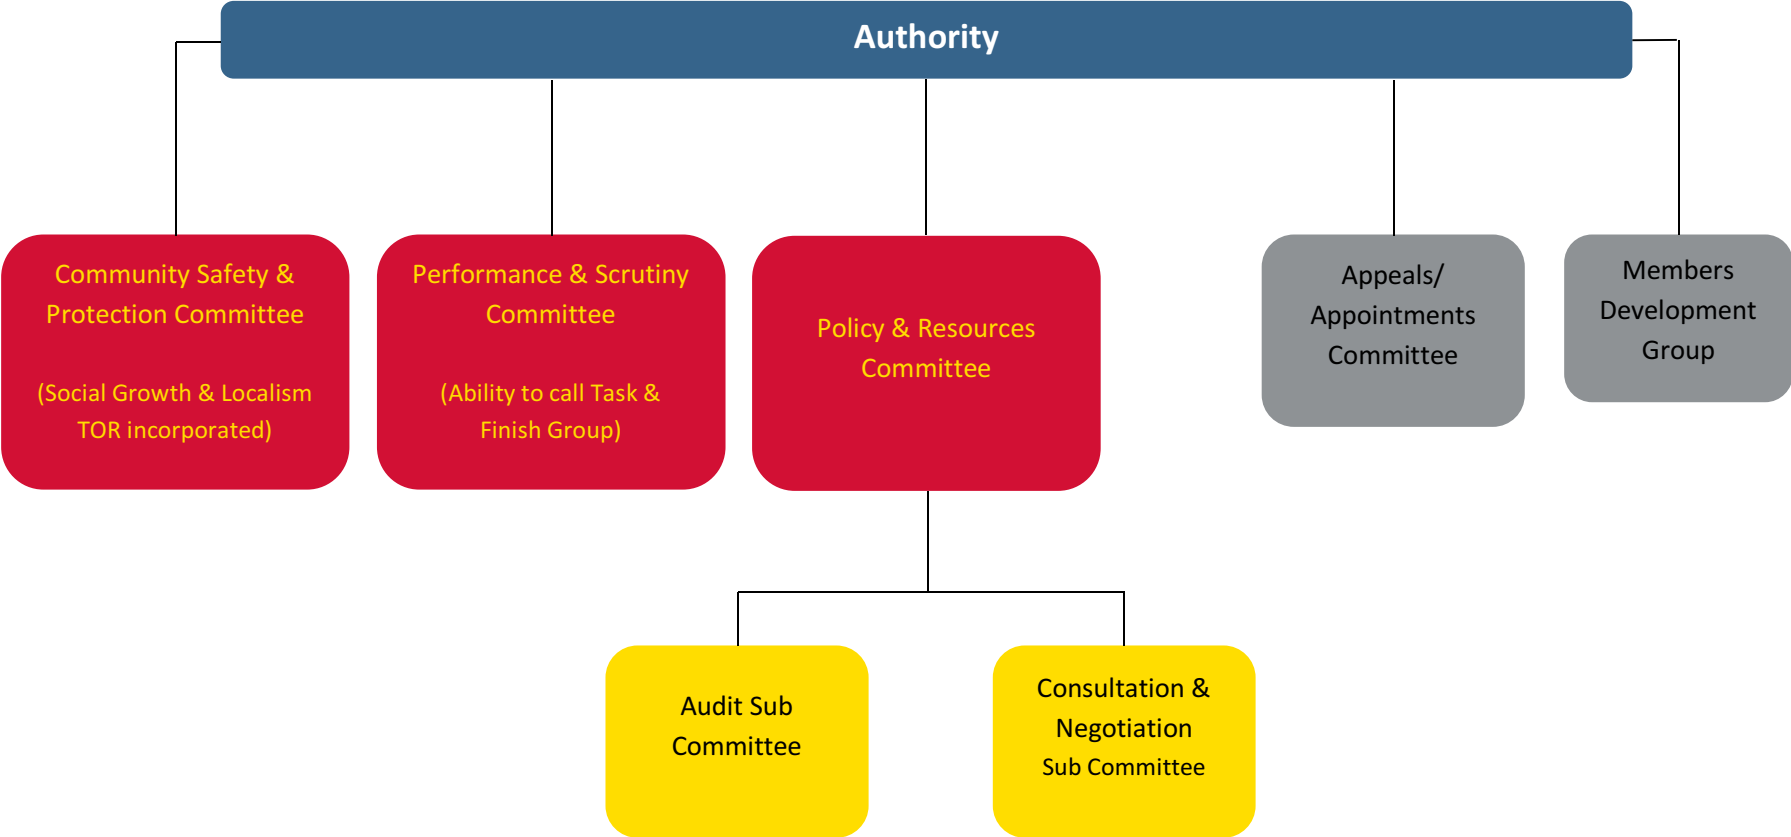 Authority
Community Safety &
Protection Committee
(Social Growth & Localism
TOR incorporated)
Performance & Scrutiny
Committee
(Ability to call Task &
Finish Group)
Policy & Resources
Committee
Appeals/
Appointments
Committee
Members
Development
Group
Audit Sub
Committee
Consultation &
Negotiation
Sub Committee